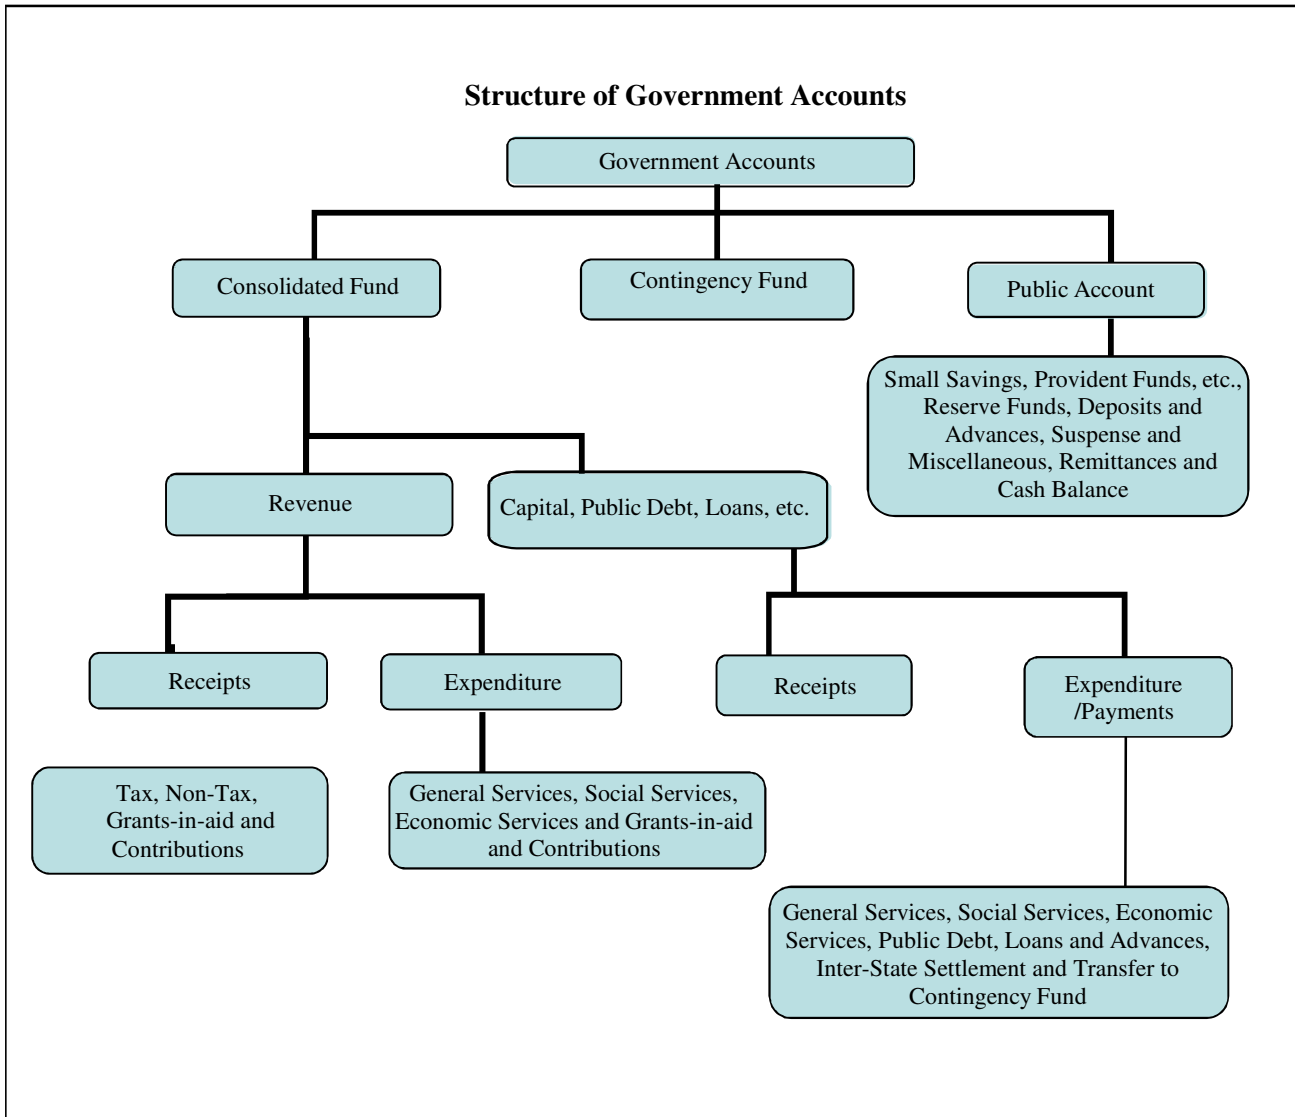 Structure of Government Accounts
Government Accounts
Consolidated Fund
Contingency Fund
Public Account
Small Savings, Provident Funds, etc.,
Reserve Funds, Deposits and
Advances, Suspense and
Miscellaneous, Remittances and
Cash Balance
Revenue
Capital, Public Debt, Loans, etc.
Receipts
Expenditure
Receipts
Expenditure
/Payments
Tax, Non-Tax,
Grants-in-aid and
Contributions
General Services, Social Services,
Economic Services and Grants-in-aid
and Contributions
General Services, Social Services, Economic
Services, Public Debt, Loans and Advances,
Inter-State Settlement and Transfer to
Contingency Fund